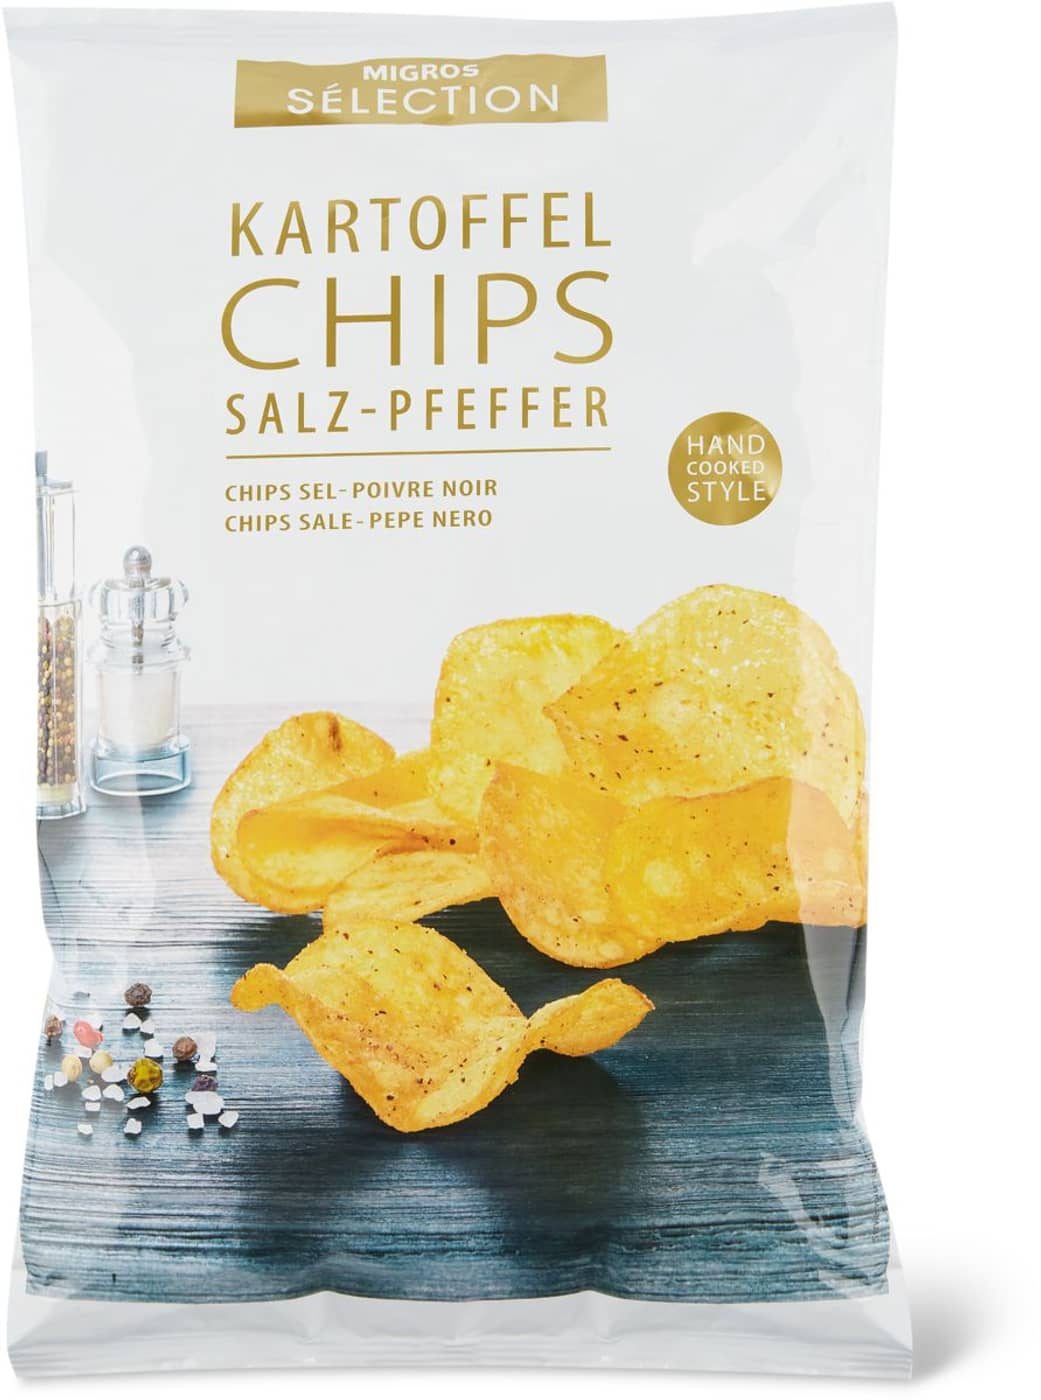 MIGROS
SÉLECTION
KARTOFFEL
CHIPS
SALZ-PFEFFER
CHIPS SEL-POIVRE NOIR
CHIPS SALE-PEPE NERO
HAND
COOKED
STYLE